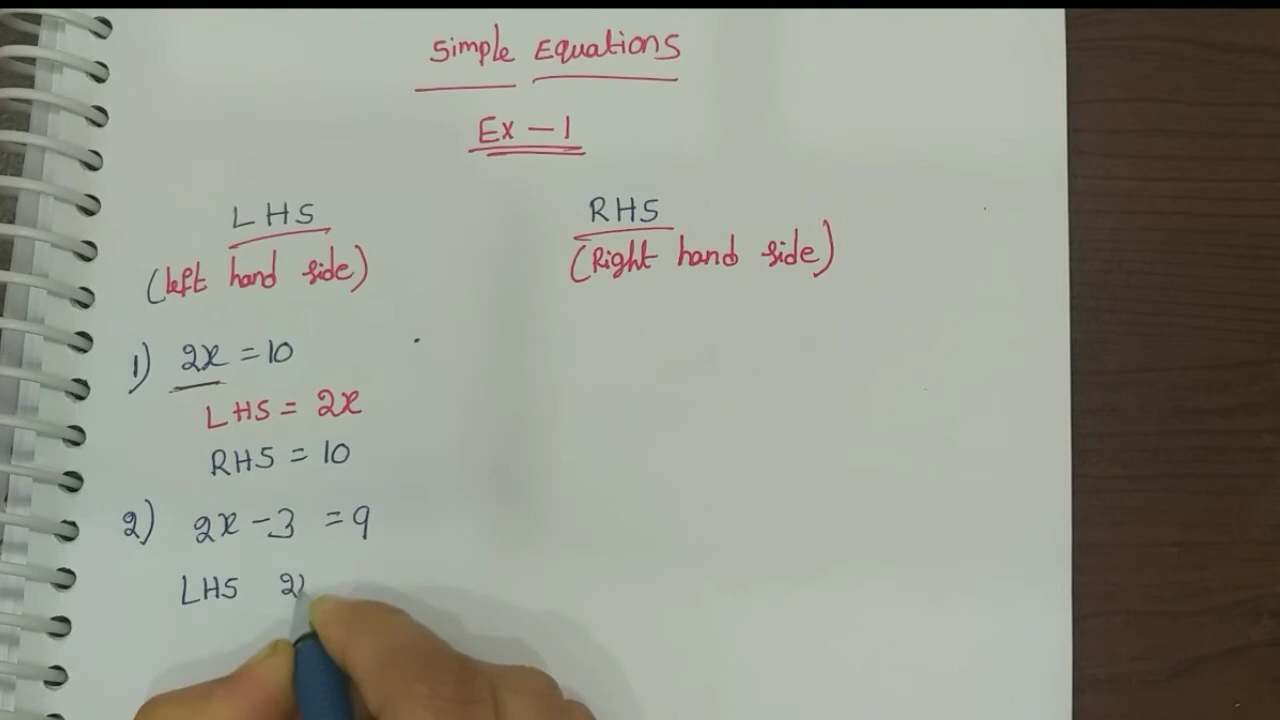 Simple Equations
Ex - 1
LHS RHS
(left hand side) (Right hand side)
1) 2x = 10
LHS = 2x
RHS = 10
2) 2x - 3 = 9
LHS 2x